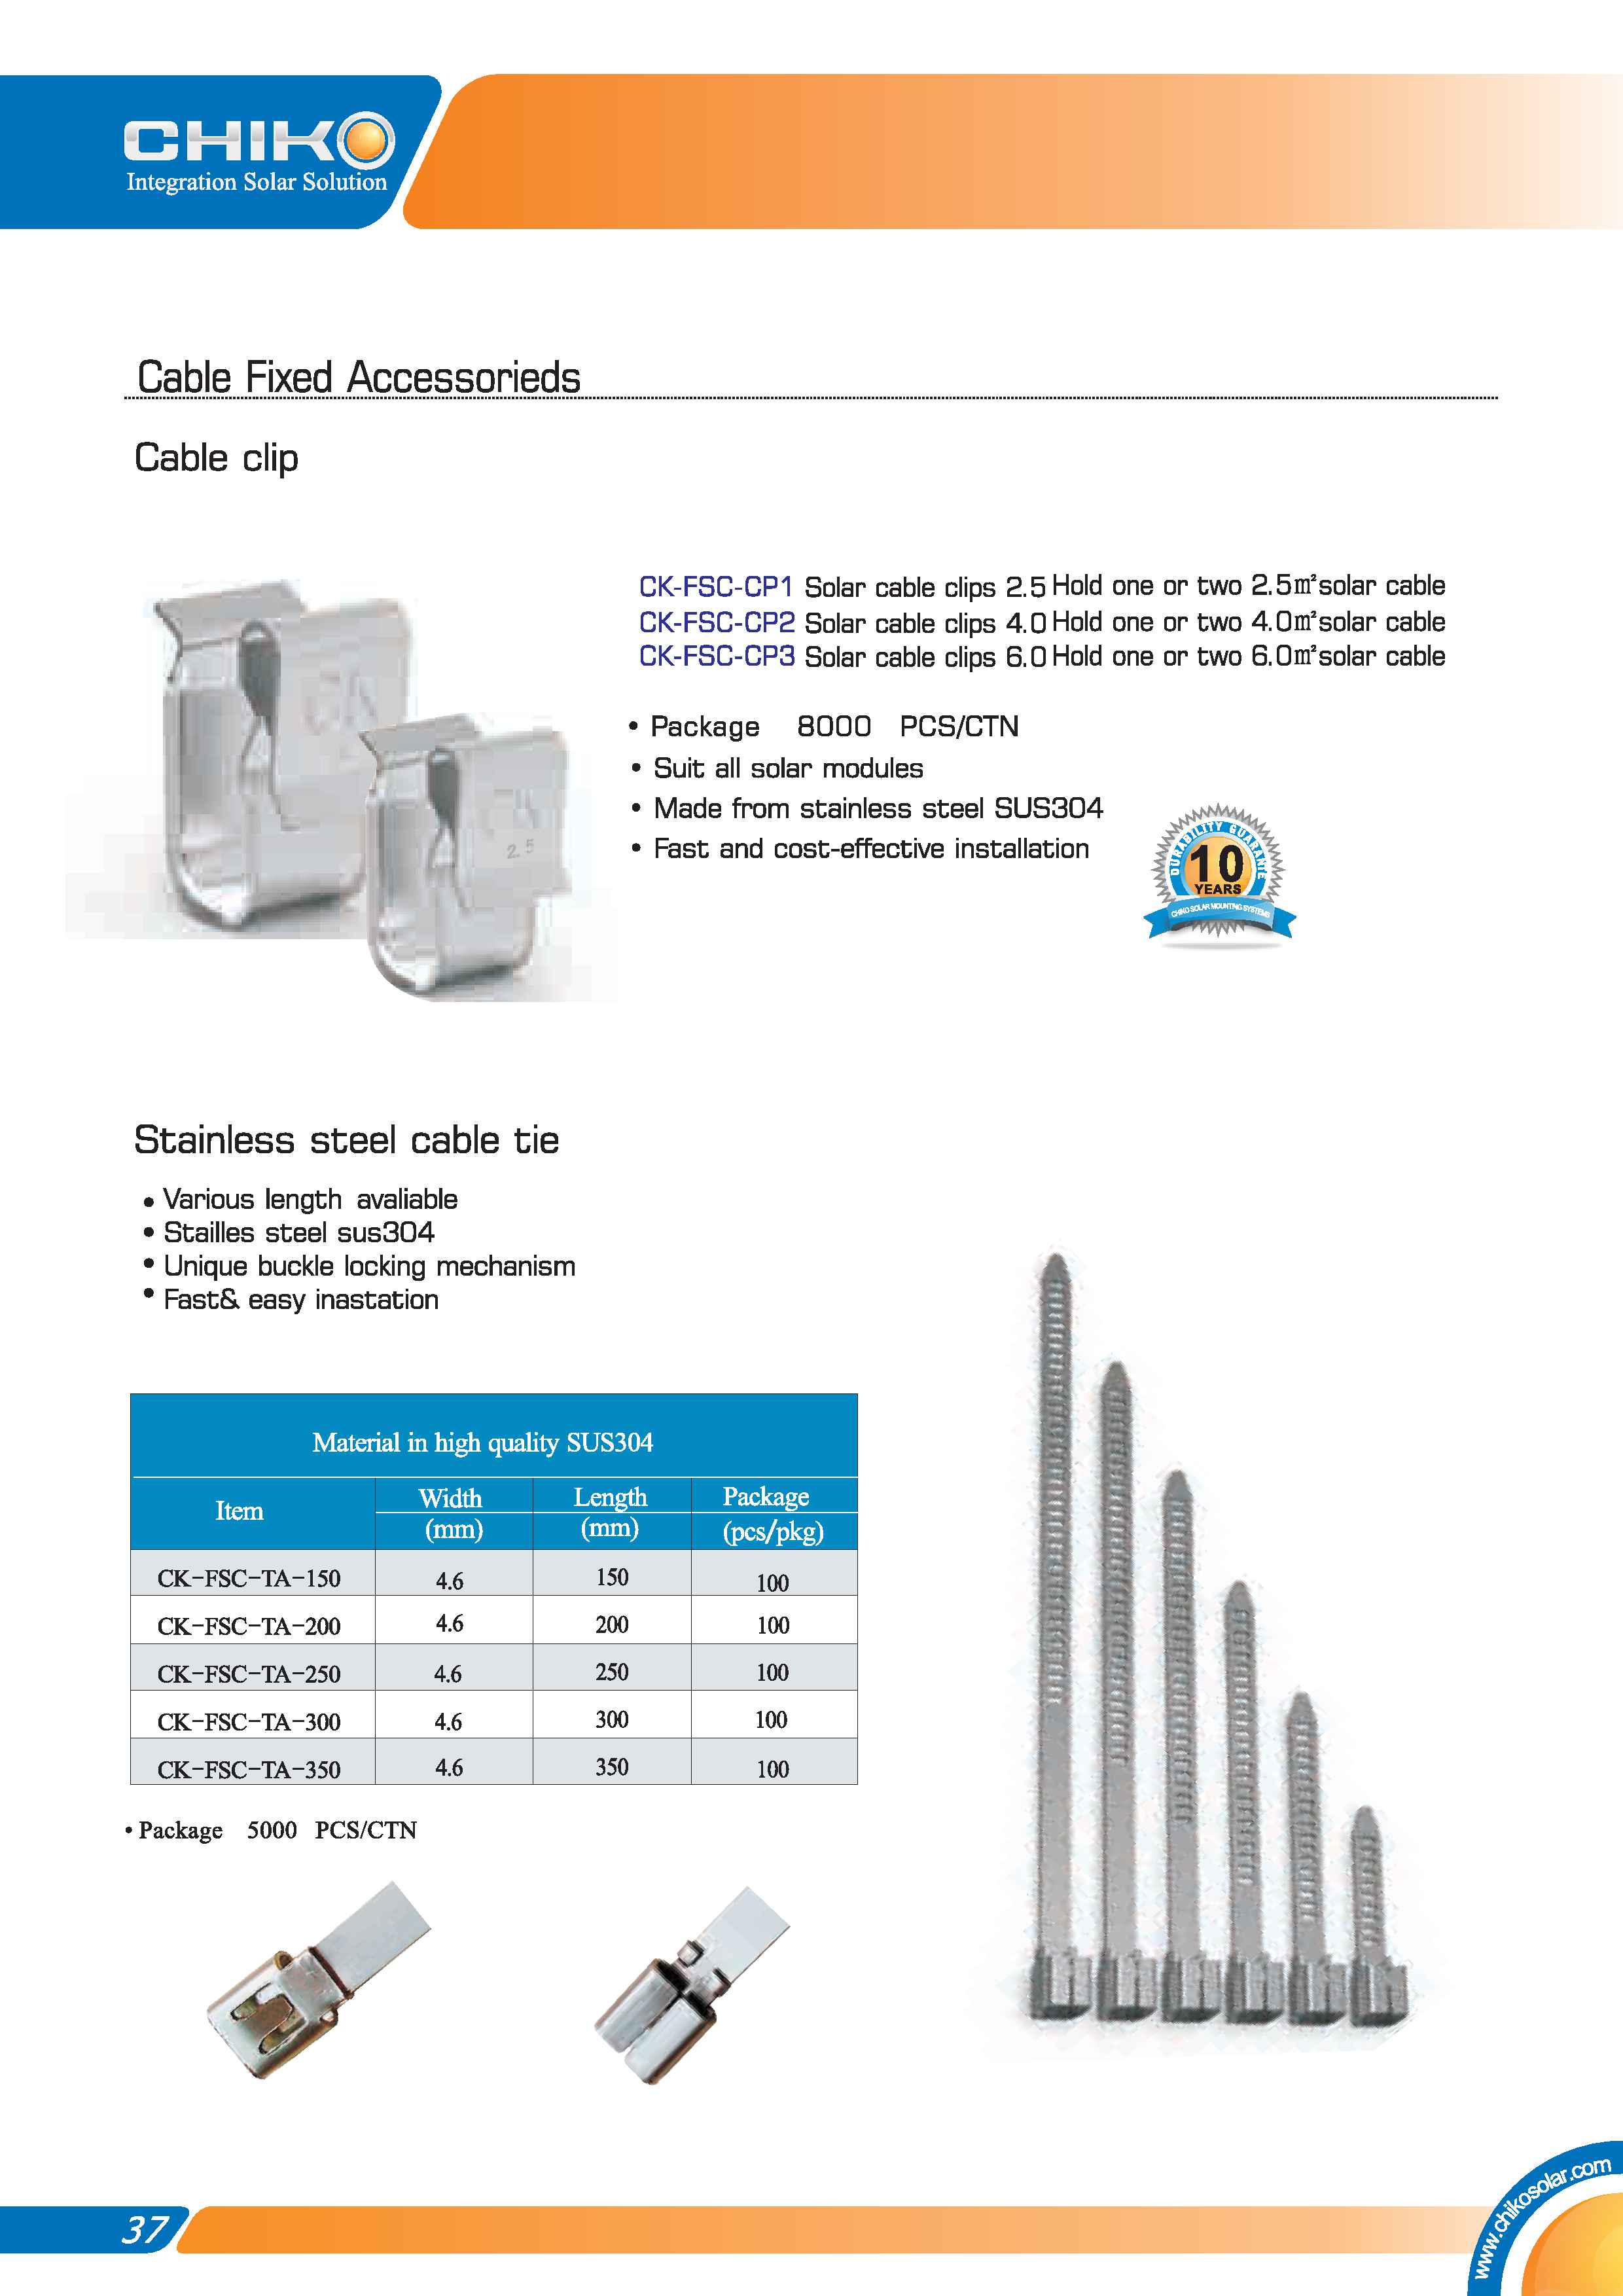 CHIKO
Integration Solar Solution
Cable Fixed Accessorieds
Cable clip
CK-FSC-CP1 Solar cable clips 2.5 Hold one or two 2.5㎡solar cable
CK-FSC-CP2 Solar cable clips 4.0 Hold one or two 4.0㎡solar cable
CK-FSC-CP3 Solar cable clips 6.0 Hold one or two 6.0㎡solar cable
• Package 8000 PCS/CTN
• Suit all solar modules
• Made from stainless steel SUS304
• Fast and cost-effective installation
2.5
DURABILITY GUARANTE
10
YEARS
CHIKO SOLAR MOUNTING SYSTEMS
Stainless steel cable tie
• Various length avaliable
• Stailles steel sus304
• Unique buckle locking mechanism
• Fast& easy inastation
Material in high quality SUS304
Item Width (mm) Length (mm) Package (pcs/pkg)
CK-FSC-TA-150 4.6 150 100
CK-FSC-TA-200 4.6 200 100
CK-FSC-TA-250 4.6 250 100
CK-FSC-TA-300 4.6 300 100
CK-FSC-TA-350 4.6 350 100
• Package 5000 PCS/CTN
37
www.chikosolar.com